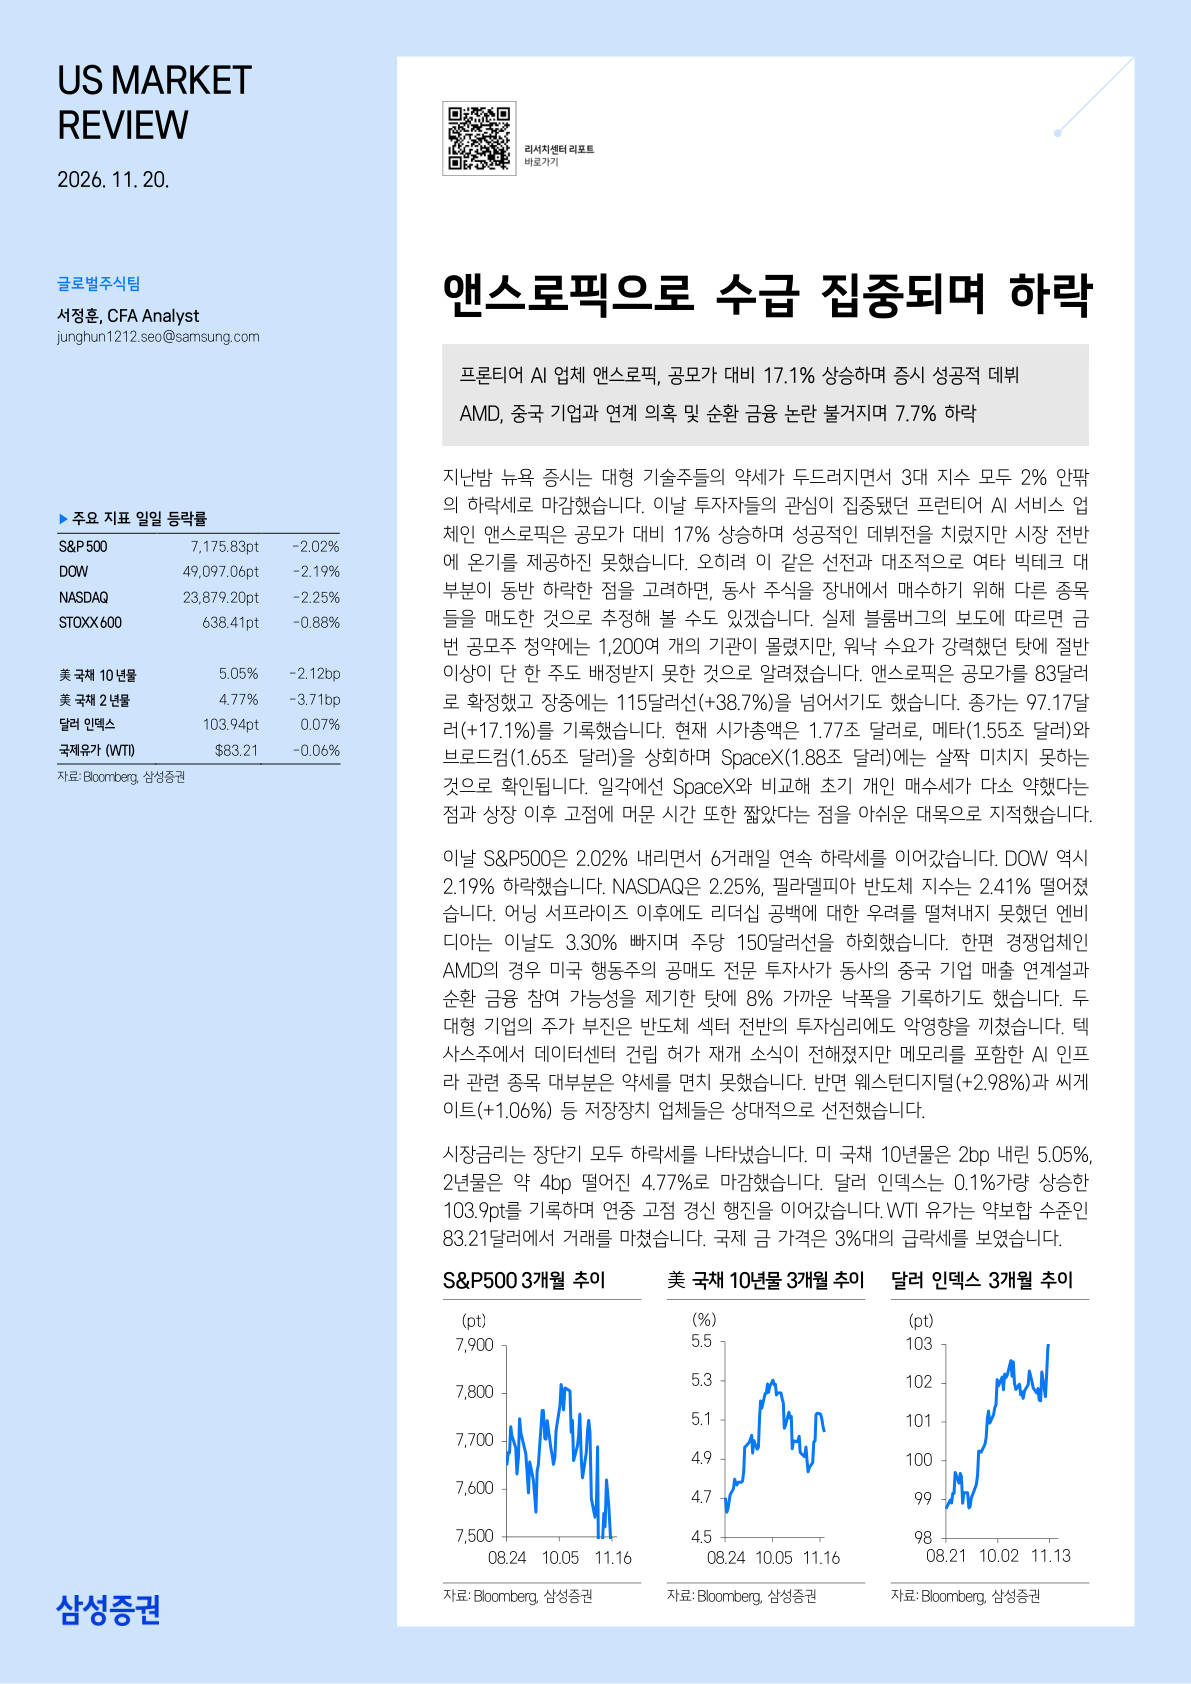 US MARKET
REVIEW
2026. 11. 20.
글로벌주식팀
서정훈, CFA Analyst
junghun1212.seo@samsung.com
▶ 주요 지표 일일 등락률
S&P 500 7,175.83pt -2.02%
DOW 49,097.06pt -2.19%
NASDAQ 23,879.20pt -2.25%
STOXX 600 638.41pt -0.88%
美 국채 10년물 5.05% -2.12bp
美 국채 2년물 4.77% -3.71bp
달러 인덱스 103.94pt 0.07%
국제유가 (WTI) $83.21 -0.06%
자료: Bloomberg, 삼성증권
삼성증권
리서치센터 리포트
바로가기
앤스로픽으로 수급 집중되며 하락
프론티어 AI 업체 앤스로픽, 공모가 대비 17.1% 상승하며 증시 성공적 데뷔
AMD, 중국 기업과 연계 의혹 및 순환 금융 논란 불거지며 7.7% 하락
지난밤 뉴욕 증시는 대형 기술주들의 약세가 두드러지면서 3대 지수 모두 2% 안팎
의 하락세로 마감했습니다. 이날 투자자들의 관심이 집중됐던 프런티어 AI 서비스 업
체인 앤스로픽은 공모가 대비 17% 상승하며 성공적인 데뷔전을 치렀지만 시장 전반
에 온기를 제공하진 못했습니다. 오히려 이 같은 선전과 대조적으로 여타 빅테크 대
부분이 동반 하락한 점을 고려하면, 동사 주식을 장내에서 매수하기 위해 다른 종목
들을 매도한 것으로 추정해 볼 수도 있겠습니다. 실제 블룸버그의 보도에 따르면 금
번 공모주 청약에는 1,200여 개의 기관이 몰렸지만, 워낙 수요가 강력했던 탓에 절반
이상이 단 한 주도 배정받지 못한 것으로 알려졌습니다. 앤스로픽은 공모가를 83달러
로 확정했고 장중에는 115달러선(+38.7%)을 넘어서기도 했습니다. 종가는 97.17달
러(+17.1%)를 기록했습니다. 현재 시가총액은 1.77조 달러로, 메타(1.55조 달러)와
브로드컴(1.65조 달러)을 상회하며 SpaceX(1.88조 달러)에는 살짝 미치지 못하는
것으로 확인됩니다. 일각에선 SpaceX와 비교해 초기 개인 매수세가 다소 약했다는
점과 상장 이후 고점에 머문 시간 또한 짧았다는 점을 아쉬운 대목으로 지적했습니다.
이날 S&P500은 2.02% 내리면서 6거래일 연속 하락세를 이어갔습니다. DOW 역시
2.19% 하락했습니다. NASDAQ은 2.25%, 필라델피아 반도체 지수는 2.41% 떨어졌
습니다. 어닝 서프라이즈 이후에도 리더십 공백에 대한 우려를 떨쳐내지 못했던 엔비
디아는 이날도 3.30% 빠지며 주당 150달러선을 하회했습니다. 한편 경쟁업체인
AMD의 경우 미국 행동주의 공매도 전문 투자사가 동사의 중국 기업 매출 연계설과
순환 금융 참여 가능성을 제기한 탓에 8% 가까운 낙폭을 기록하기도 했습니다. 두
대형 기업의 주가 부진은 반도체 섹터 전반의 투자심리에도 악영향을 끼쳤습니다. 텍
사스주에서 데이터센터 건립 허가 재개 소식이 전해졌지만 메모리를 포함한 AI 인프
라 관련 종목 대부분은 약세를 면치 못했습니다. 반면 웨스턴디지털(+2.98%)과 씨게
이트(+1.06%) 등 저장장치 업체들은 상대적으로 선전했습니다.
시장금리는 장단기 모두 하락세를 나타냈습니다. 미 국채 10년물은 2bp 내린 5.05%,
2년물은 약 4bp 떨어진 4.77%로 마감했습니다. 달러 인덱스는 0.1%가량 상승한
103.9pt를 기록하며 연중 고점 경신 행진을 이어갔습니다. WTI 유가는 약보합 수준인
83.21달러에서 거래를 마쳤습니다. 국제 금 가격은 3%대의 급락세를 보였습니다.
S&P500 3개월 추이
(pt)
7,900
7,800
7,700
7,600
7,500
08.24 10.05 11.16
자료: Bloomberg, 삼성증권
美 국채 10년물 3개월 추이
(%)
5.5
5.3
5.1
4.9
4.7
4.5
08.24 10.05 11.16
자료: Bloomberg, 삼성증권
달러 인덱스 3개월 추이
(pt)
103
102
101
100
99
98
08.21 10.02 11.13
자료: Bloomberg, 삼성증권